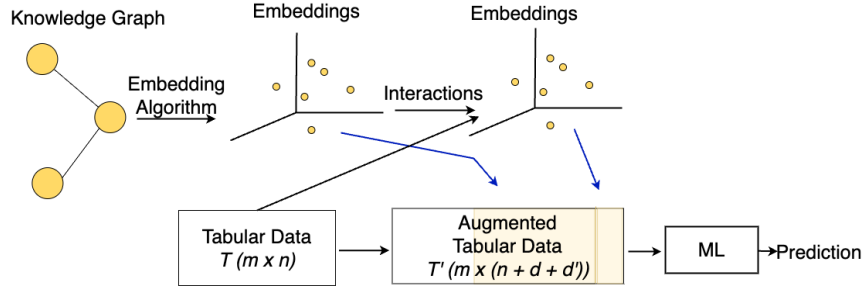 Knowledge Graph
Embedding
Algorithm
Embeddings
Interactions
Embeddings
Tabular Data
T (m x n)
Augmented
Tabular Data
T' (m x (n + d + d'))
ML
Prediction